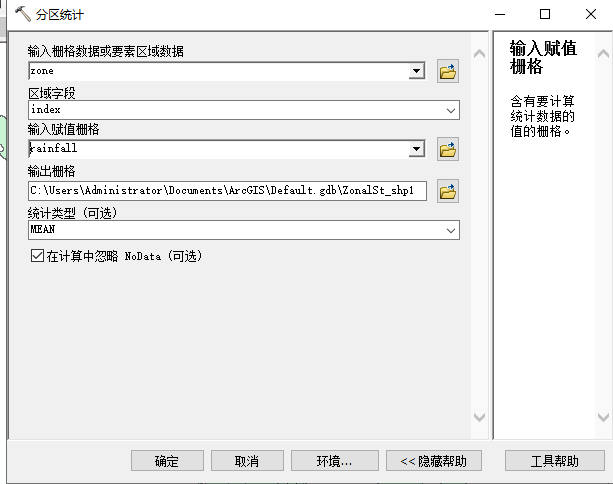 分区统计
输入栅格数据或要素区域数据
zone
区域字段
index
输入赋值栅格
rainfall
输出栅格
C:\Users\Administrator\Documents\ArcGIS\Default.gdb\ZonalSt_shp1
统计类型 (可选)
MEAN
在计算中忽略 NoData (可选)
输入赋值
栅格
含有要计算
统计数据的
值的栅格。
确定
取消
环境...
<< 隐藏帮助
工具帮助